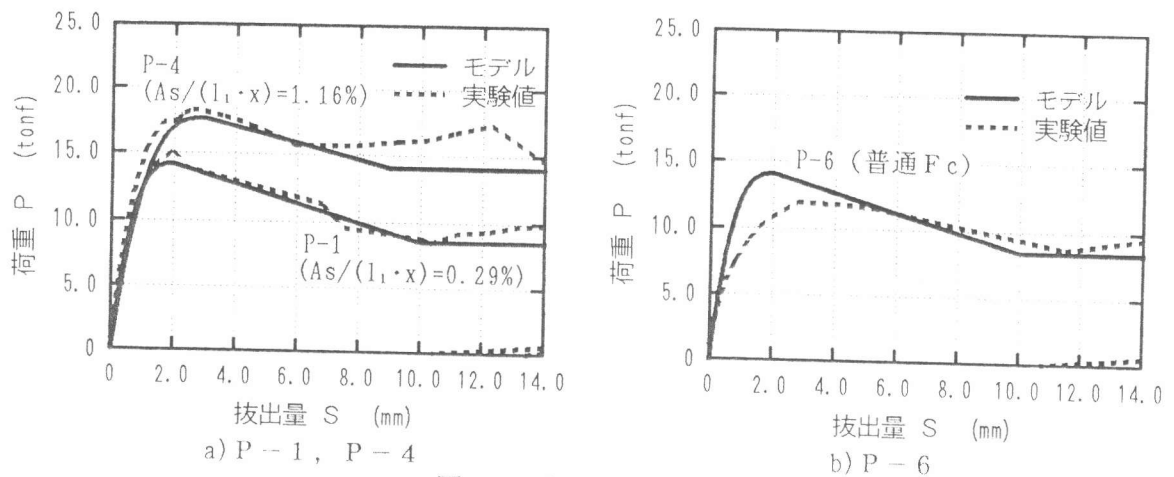 25.0
20.0
15.0
10.0
5.0
0
荷重 P (tonf)
P-4
(As/(l₁·x)=1.16%)
モデル
実験値
P-1
(As/(l₁·x)=0.29%)
0 2.0 4.0 6.0 8.0 10.0 12.0 14.0
抜出量 S (mm)
a) P-1, P-4
25.0
20.0
15.0
10.0
5.0
0
荷重 P (tonf)
モデル
実験値
P-6 (普通Fc)
0 2.0 4.0 6.0 8.0 10.0 12.0 14.0
抜出量 S (mm)
b) P-6